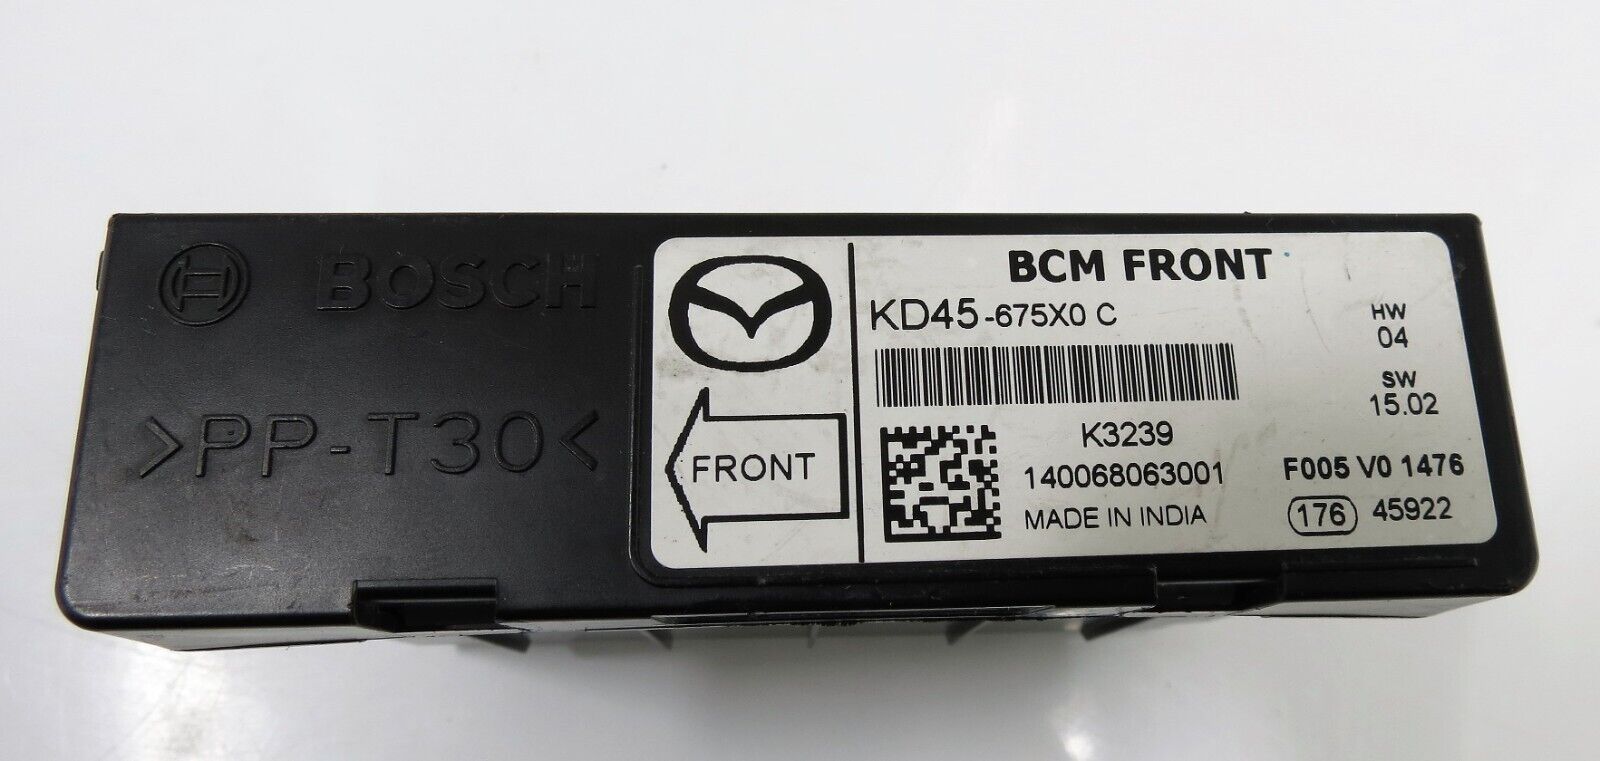 BOSCH
>PP-T30<
FRONT
BCM FRONT
KD45-675X0 C
HW
04
SW
15.02
K3239
140068063001
MADE IN INDIA
F005 V0 1476
176 45922